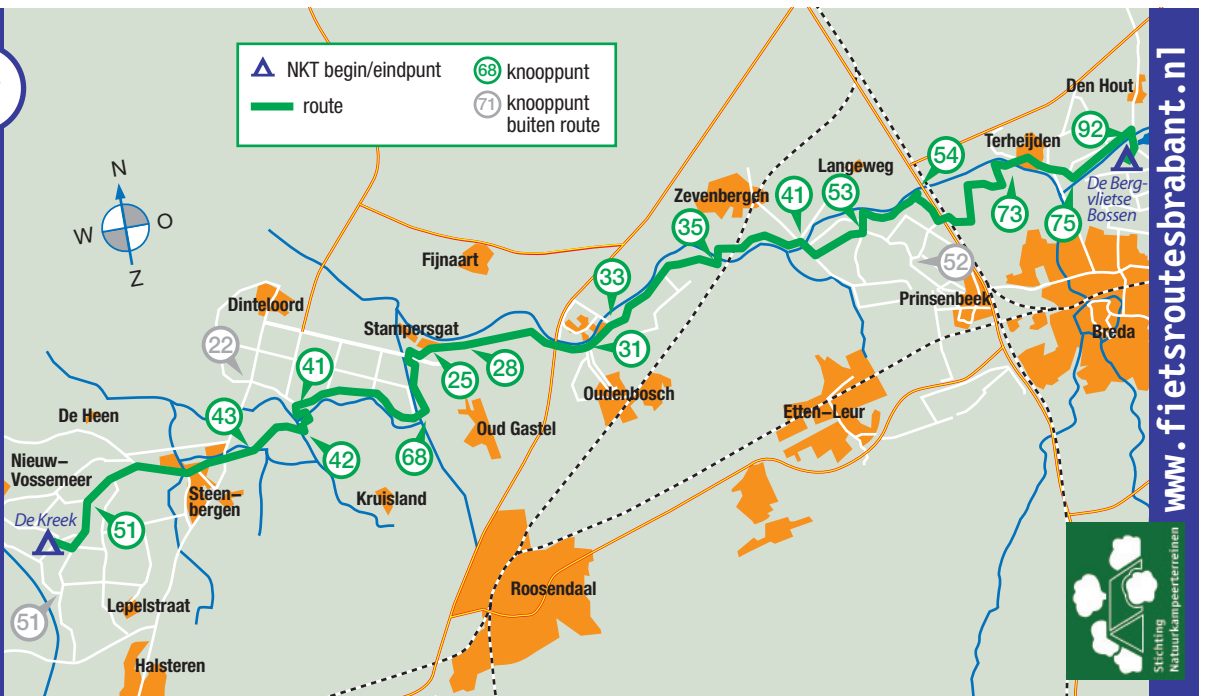 NKT begin/eindpunt
route
68 knooppunt
71 knooppunt
buiten route
N
W
O
Z
Den Hout
92
Terheijden
54
Langeweg
De Berg-
vlietse
Bossen
Zevenbergen
41
53
73
75
35
52
Prinsenbeek
Breda
Fijnaart
33
Dinteloord
Stampersgat
22
31
41
25
28
Oudenbosch
Etten–Leur
De Heen
43
Oud Gastel
42
68
Nieuw–
Vossemeer
Steen–
bergen
Kruisland
De Kreek
51
Roosendaal
Lepelstraat
51
Halsteren
www.fietsroutesbrabant.nl
Stichting
Natuurkampeerterreinen